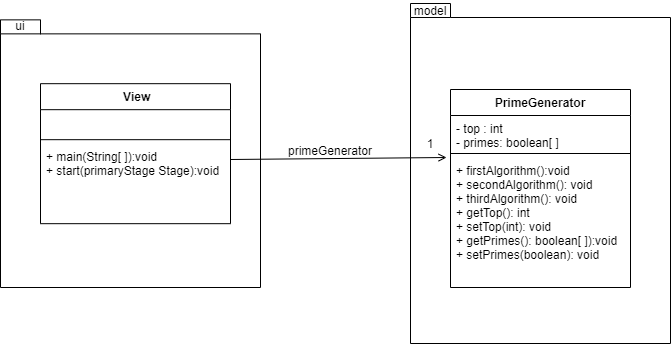 ui
View
+ main(String[ ]):void
+ start(primaryStage Stage):void
primeGenerator
1
model
PrimeGenerator
- top : int
- primes: boolean[ ]
+ firstAlgorithm():void
+ secondAlgorithm(): void
+ thirdAlgorithm(): void
+ getTop(): int
+ setTop(int): void
+ getPrimes(): boolean[ ]):void
+ setPrimes(boolean): void